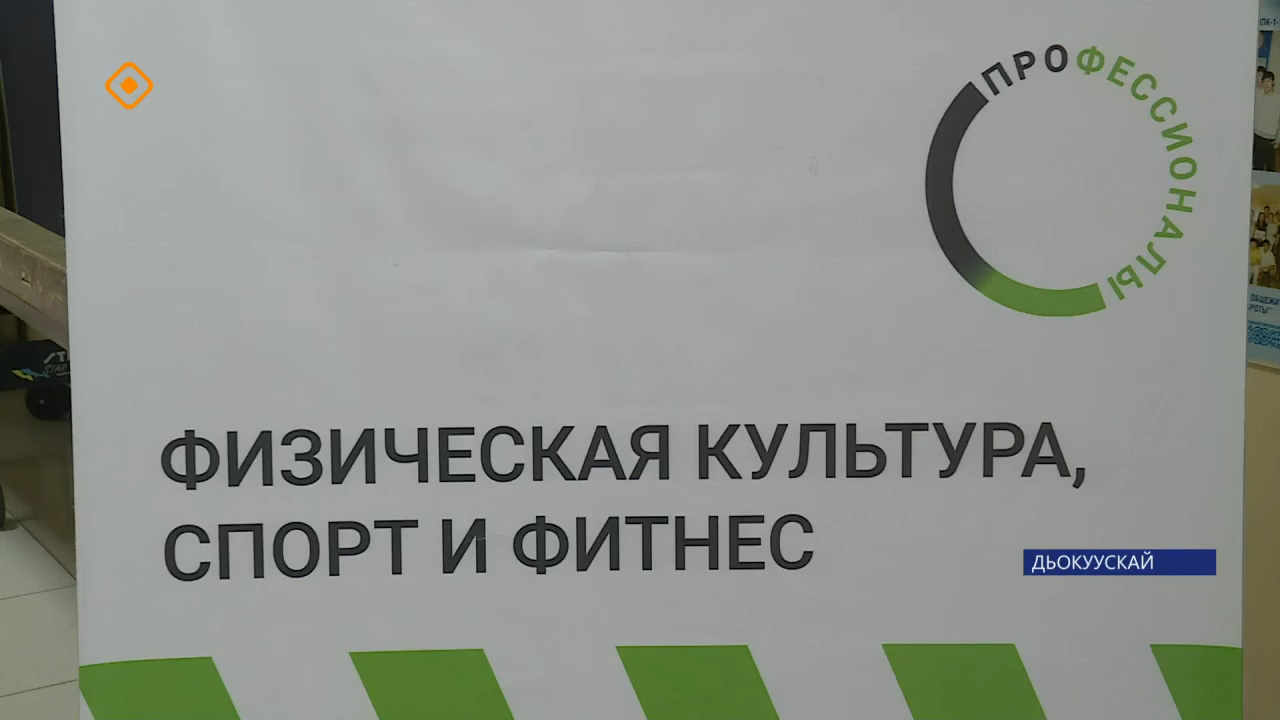 ПРОФЕССИОНАЛЫ
ФИЗИЧЕСКАЯ КУЛЬТУРА,
СПОРТ И ФИТНЕС
ДЬОКУУСКАЙ